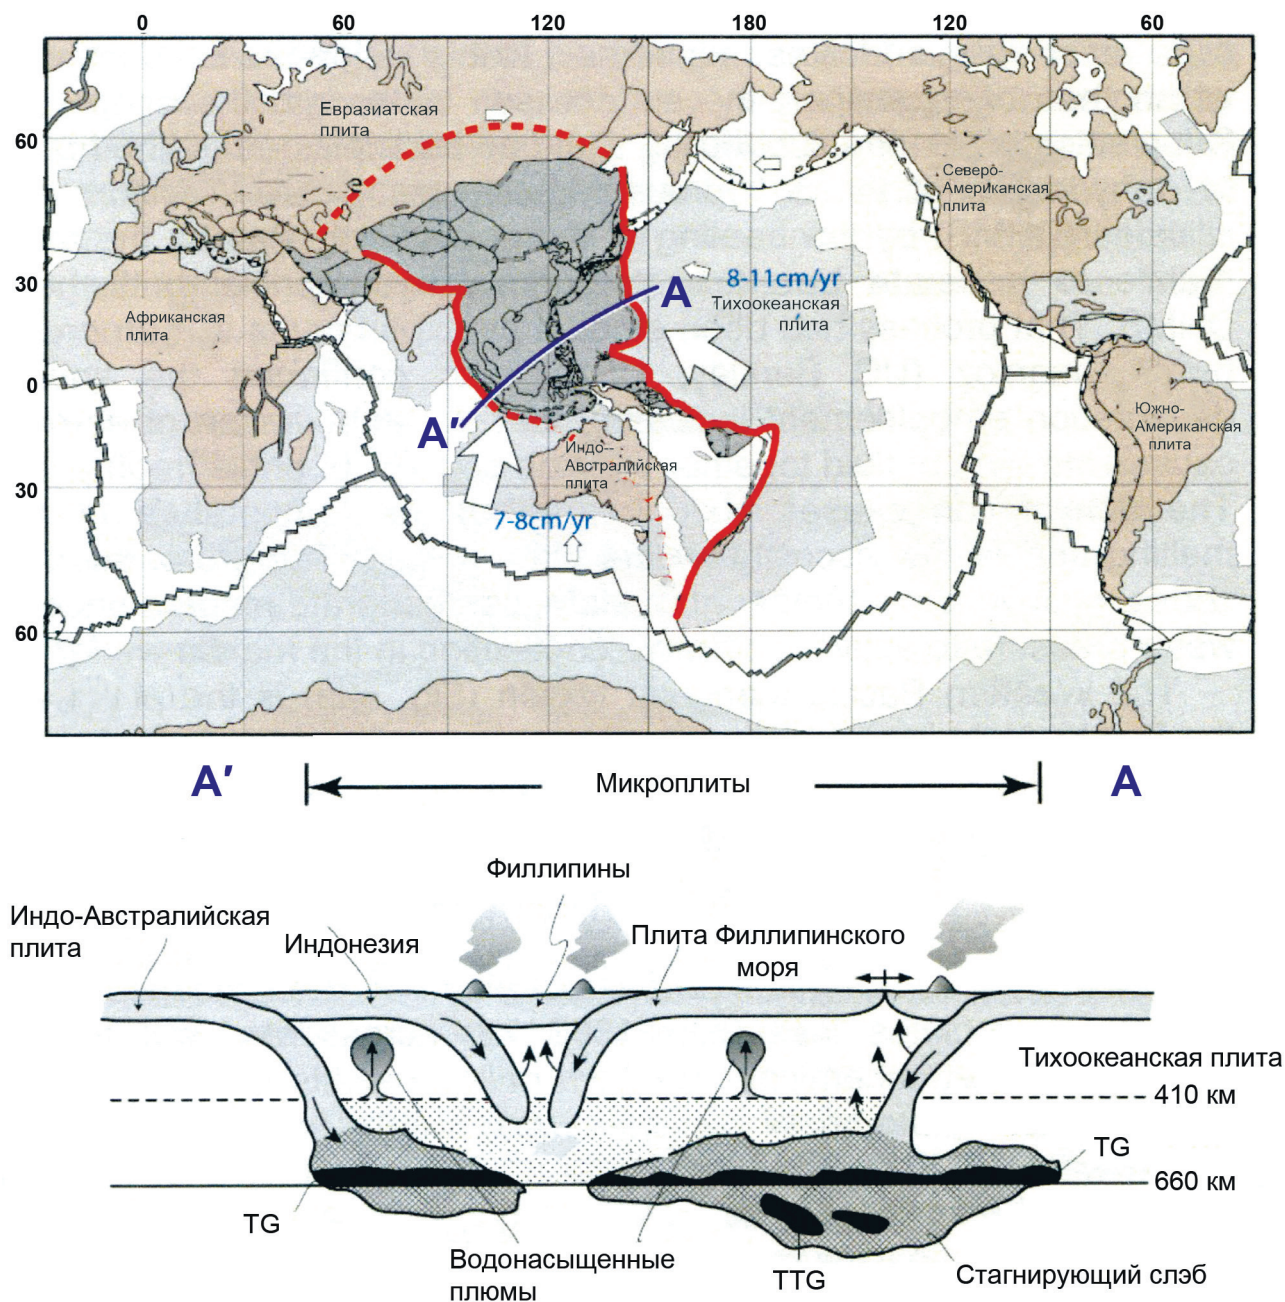 0 60 120 180 120 60
Евразиатская
плита
60
Северо-
Американская
плита
30
8-11cm/yr
A
Тихоокеанская
плита
Африканская
плита
0
A'
Южно-
Американская
плита
Индо--
Австралийская
плита
30
7-8cm/yr
60
A' Микроплиты A
Филлипины
Индо-Австралийская
плита
Индонезия
Плита Филлипинского
моря
Тихоокеанская плита
410 км
TG
660 км
TG
Водонасыщенные
плюмы
TTG
Стагнирующий слэб